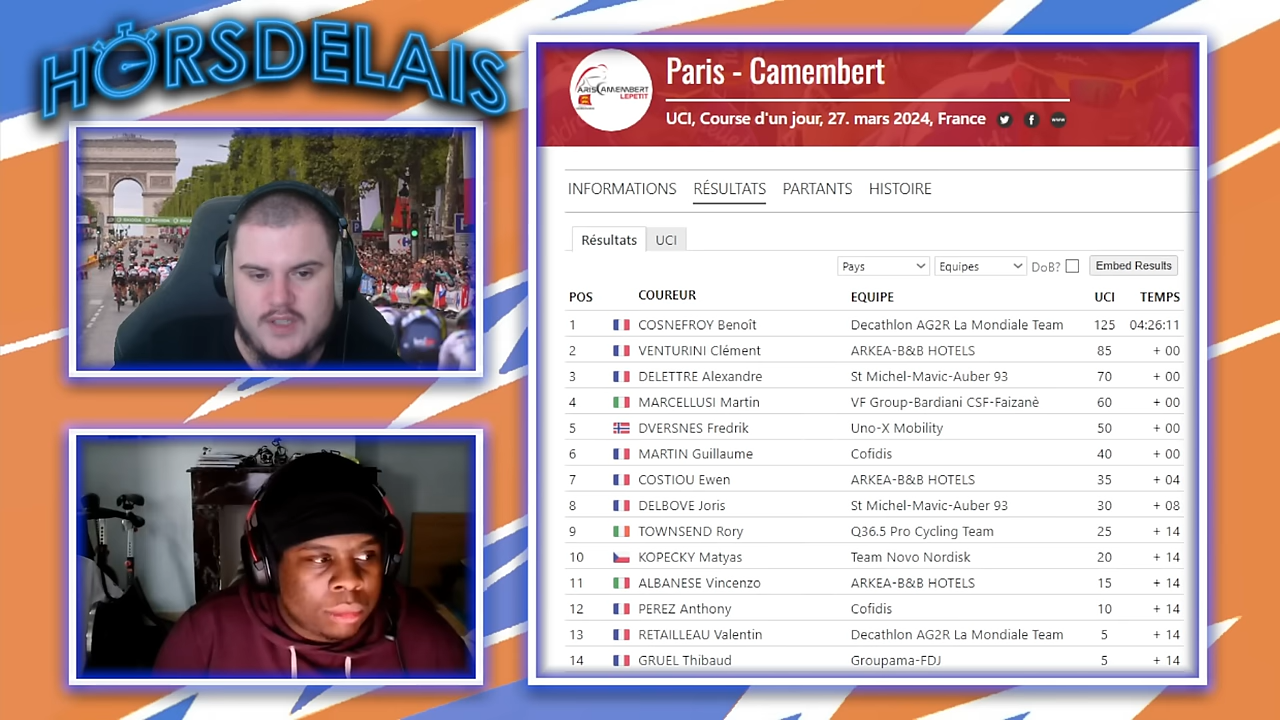 HORSDELAIS
Paris - Camembert
PARIS CAMEMBERT
LEPETIT
UCI, Course d'un jour, 27. mars 2024, France
www
INFORMATIONS RÉSULTATS PARTANTS HISTOIRE
Résultats UCI
Pays Equipes DoB? Embed Results
POS COUREUR EQUIPE UCI TEMPS
1 COSNEFROY Benoît Decathlon AG2R La Mondiale Team 125 04:26:11
2 VENTURINI Clément ARKEA-B&B HOTELS 85 + 00
3 DELETTRE Alexandre St Michel-Mavic-Auber 93 70 + 00
4 MARCELLUSI Martin VF Group-Bardiani CSF-Faizanè 60 + 00
5 DVERSNES Fredrik Uno-X Mobility 50 + 00
6 MARTIN Guillaume Cofidis 40 + 00
7 COSTIOU Ewen ARKEA-B&B HOTELS 35 + 04
8 DELBOVE Joris St Michel-Mavic-Auber 93 30 + 08
9 TOWNSEND Rory Q36.5 Pro Cycling Team 25 + 14
10 KOPECKY Matyas Team Novo Nordisk 20 + 14
11 ALBANESE Vincenzo ARKEA-B&B HOTELS 15 + 14
12 PEREZ Anthony Cofidis 10 + 14
13 RETAILLEAU Valentin Decathlon AG2R La Mondiale Team 5 + 14
14 GRUEL Thibaud Groupama-FDJ 5 + 14